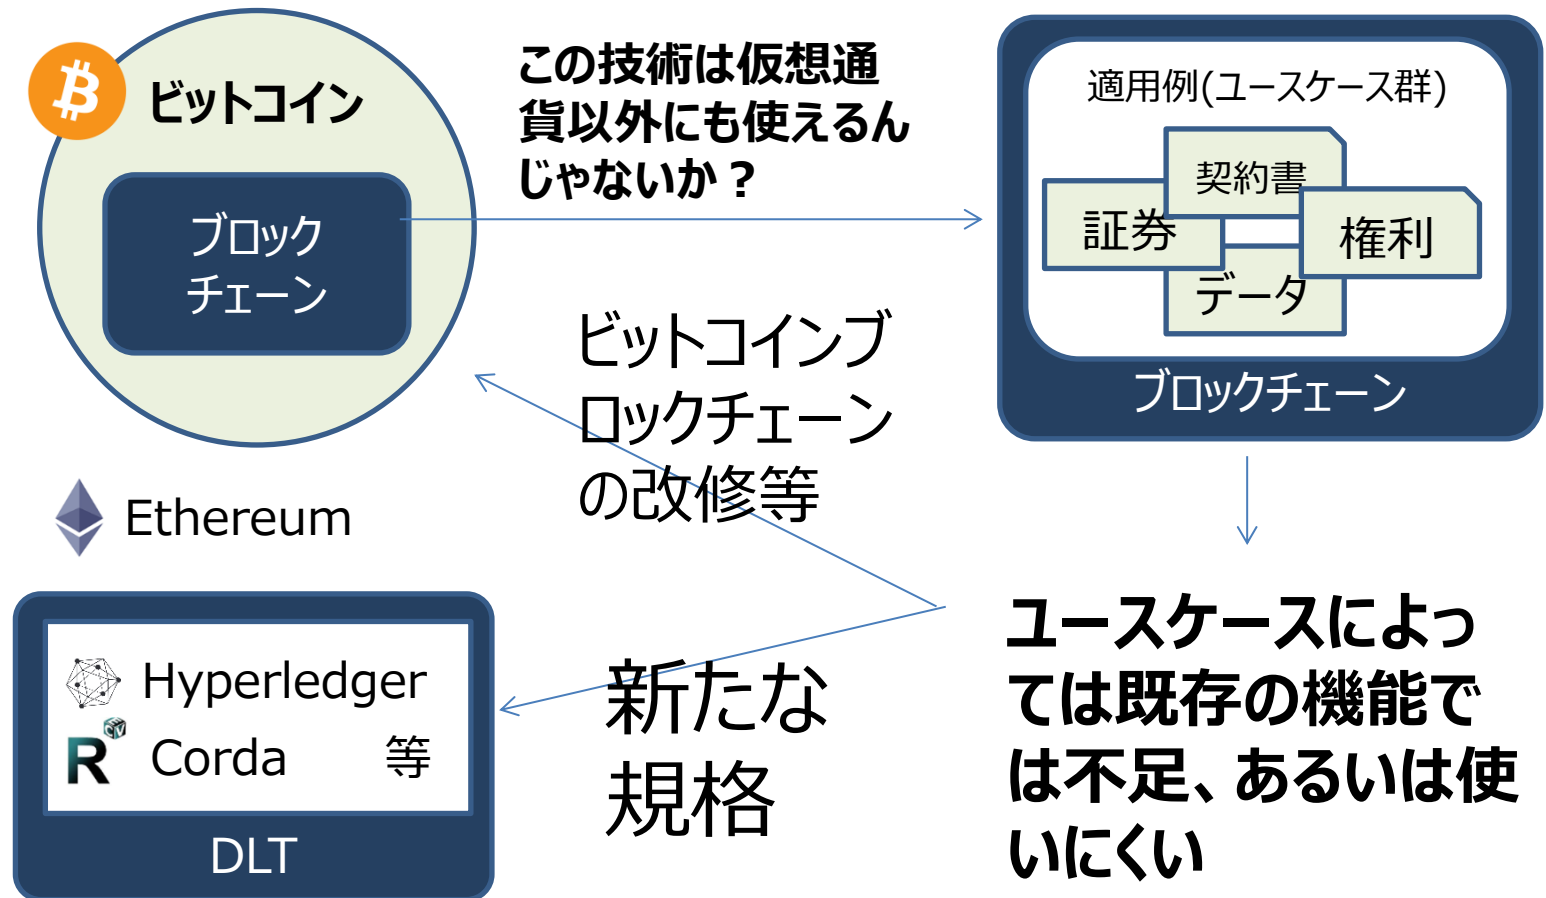 ビットコイン
ブロック
チェーン
この技術は仮想通
貨以外にも使えるん
じゃないか？
適用例(ユースケース群)
契約書
証券
権利
データ
ブロックチェーン
ビットコインブ
ロックチェーン
の改修等
Ethereum
Hyperledger
Corda 等
DLT
新たな
規格
ユースケースによっ
ては既存の機能で
は不足、あるいは使
いにくい